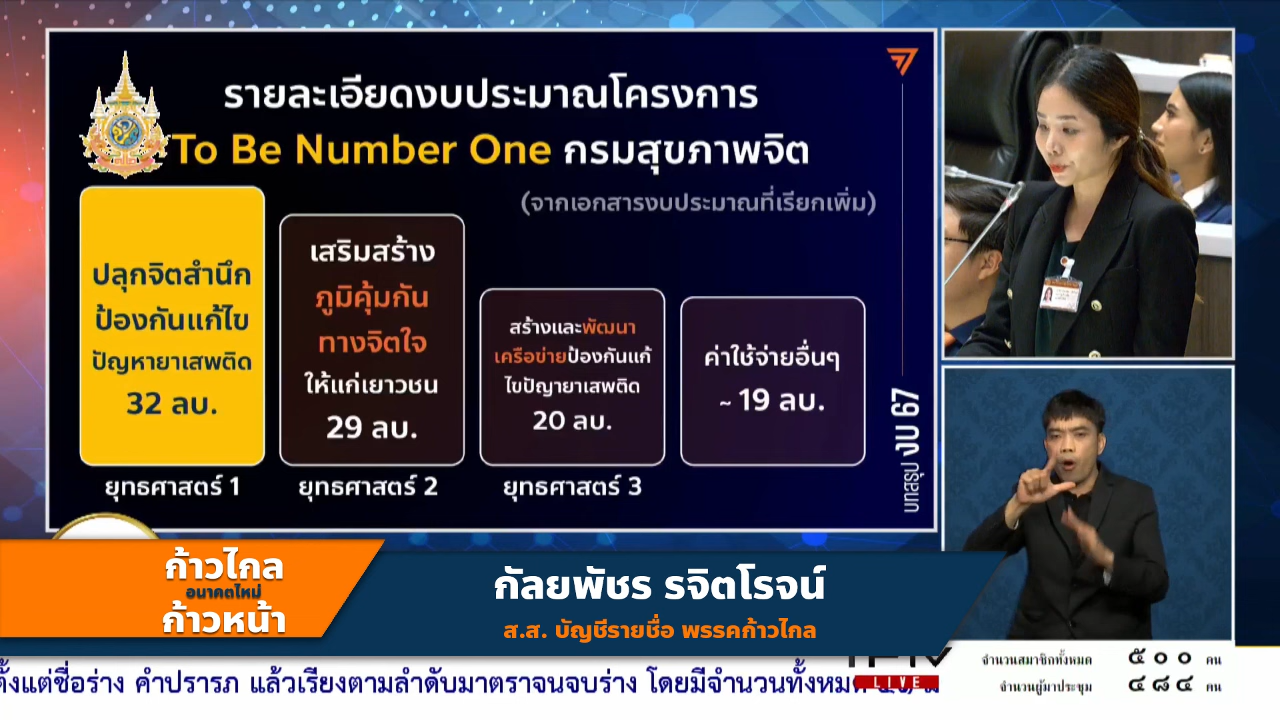 รายละเอียดงบประมาณโครงการ
To Be Number One กรมสุขภาพจิต
(จากเอกสารงบประมาณที่เรียกเพิ่ม)
ปลุกจิตสำนึก
ป้องกันแก้ไข
ปัญหายาเสพติด
32 ลบ.
ยุทธศาสตร์ 1
เสริมสร้าง
ภูมิคุ้มกัน
ทางจิตใจ
ให้แก่เยาวชน
29 ลบ.
ยุทธศาสตร์ 2
สร้างและพัฒนา
เครือข่ายป้องกันแก้
ไขปัญายาเสพติด
20 ลบ.
ยุทธศาสตร์ 3
ค่าใช้จ่ายอื่นๆ
~ 19 ลบ.
บทสรุป งบ 67
ก้าวไกล
อนาคตใหม่
ก้าวหน้า
กัลยพัชร รจิตโรจน์
ส.ส. บัญชีรายชื่อ พรรคก้าวไกล
ตั้งแต่ชื่อร่าง คำปรารภ แล้วเรียงตามลำดับมาตราจนจบร่าง โดยมีจำนวนทั้งหมด
LIVE
จำนวนสมาชิกทั้งหมด ๕๐๐ คน
จำนวนผู้มาประชุม ๔๘๔ คน